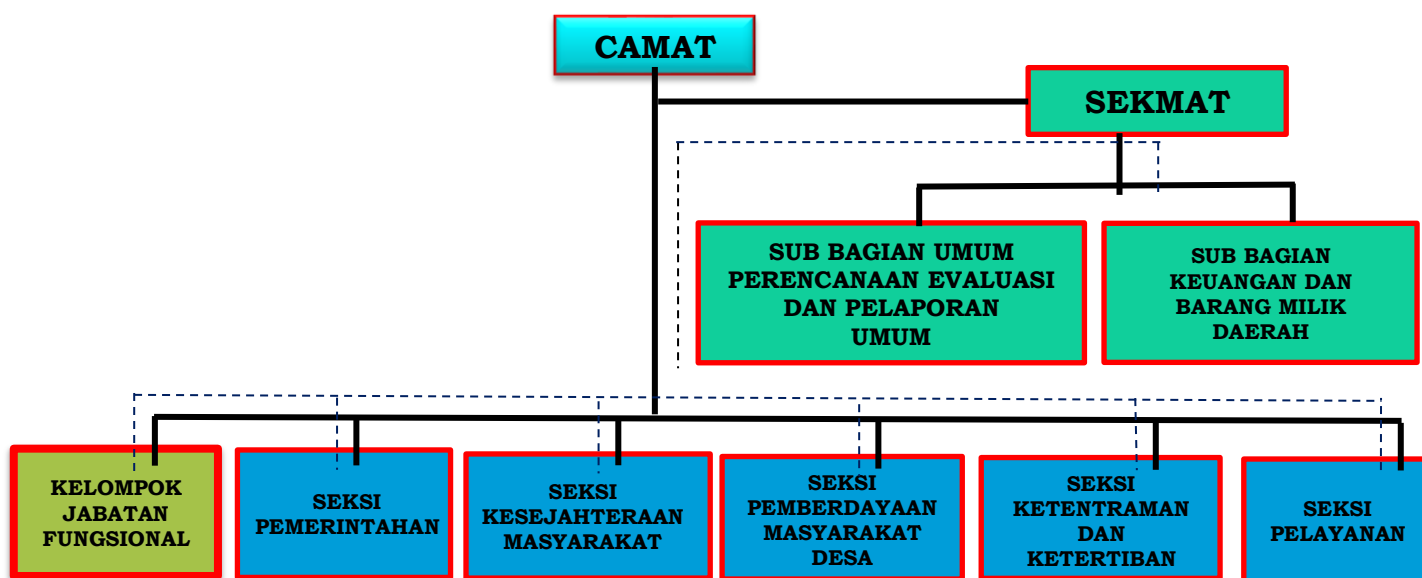 CAMAT
SEKMAT
SUB BAGIAN UMUM
PERENCANAAN EVALUASI
DAN PELAPORAN
UMUM
SUB BAGIAN
KEUANGAN DAN
BARANG MILIK
DAERAH
KELOMPOK
JABATAN
FUNGSIONAL
SEKSI
PEMERINTAHAN
SEKSI
KESEJAHTERAAN
MASYARAKAT
SEKSI
PEMBERDAYAAN
MASYARAKAT
DESA
SEKSI
KETENTRAMAN
DAN
KETERTIBAN
SEKSI
PELAYANAN